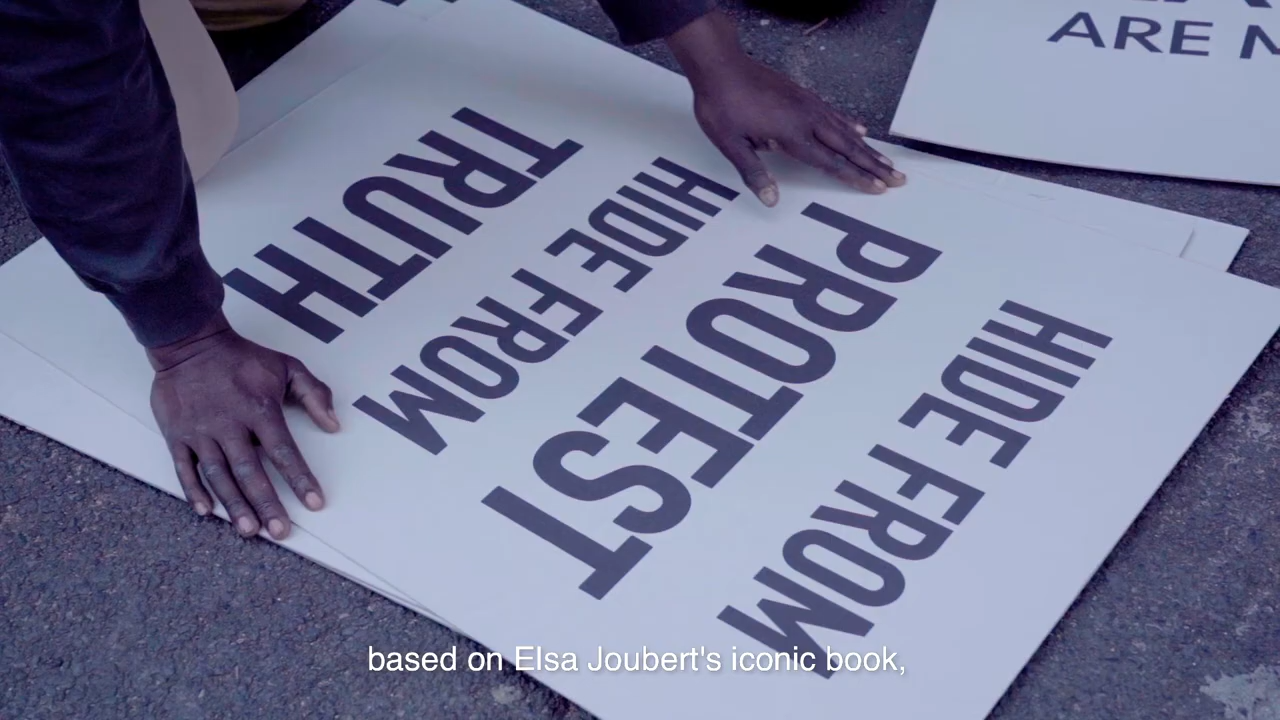 ARE
HIDE FROM
PROTEST
HIDE FROM
TRUTH
based on Elsa Joubert's iconic book,